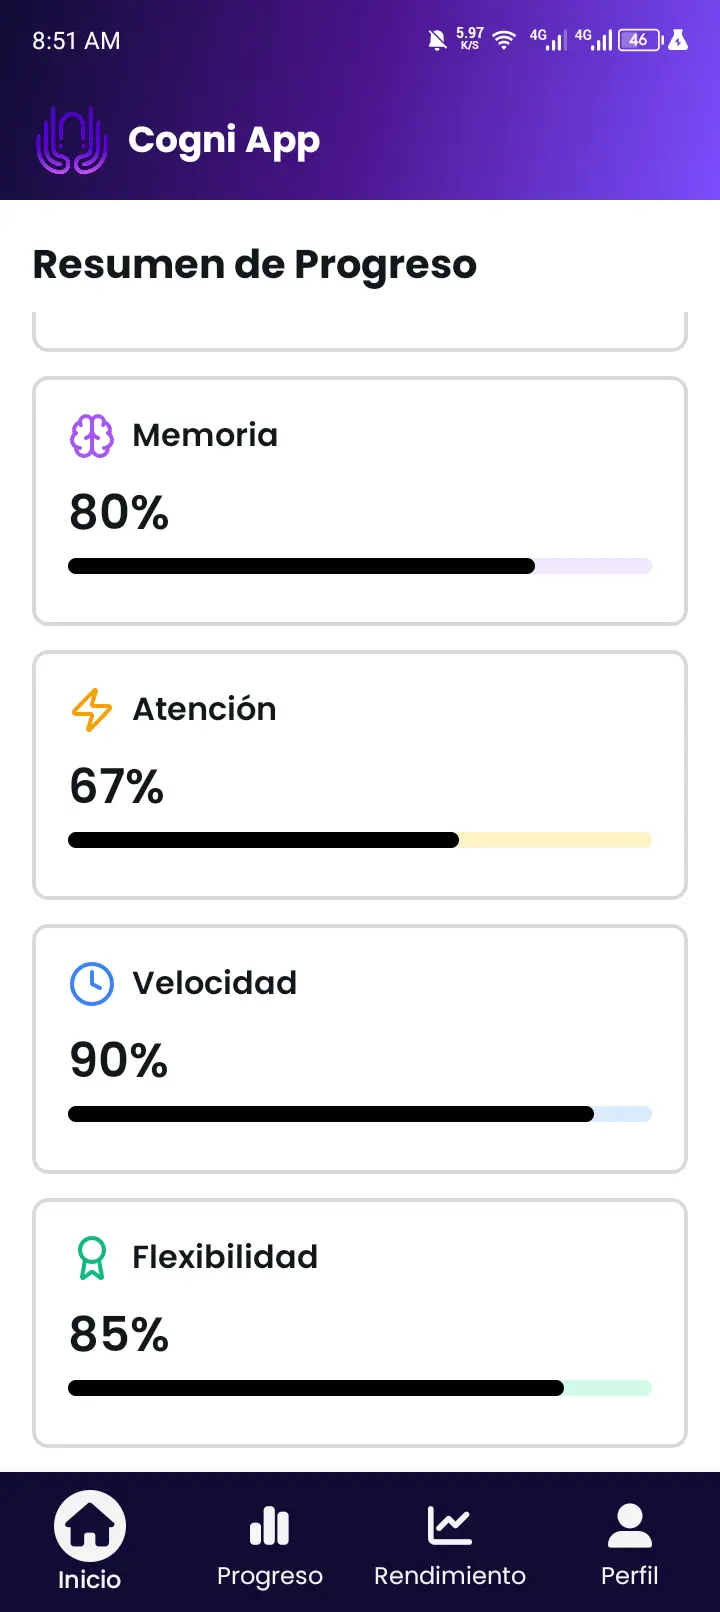 8:51 AM
5.97
K/S
4G
4G
46
Cogni App
Resumen de Progreso
Memoria
80%
Atención
67%
Velocidad
90%
Flexibilidad
85%
Inicio
Progreso
Rendimiento
Perfil